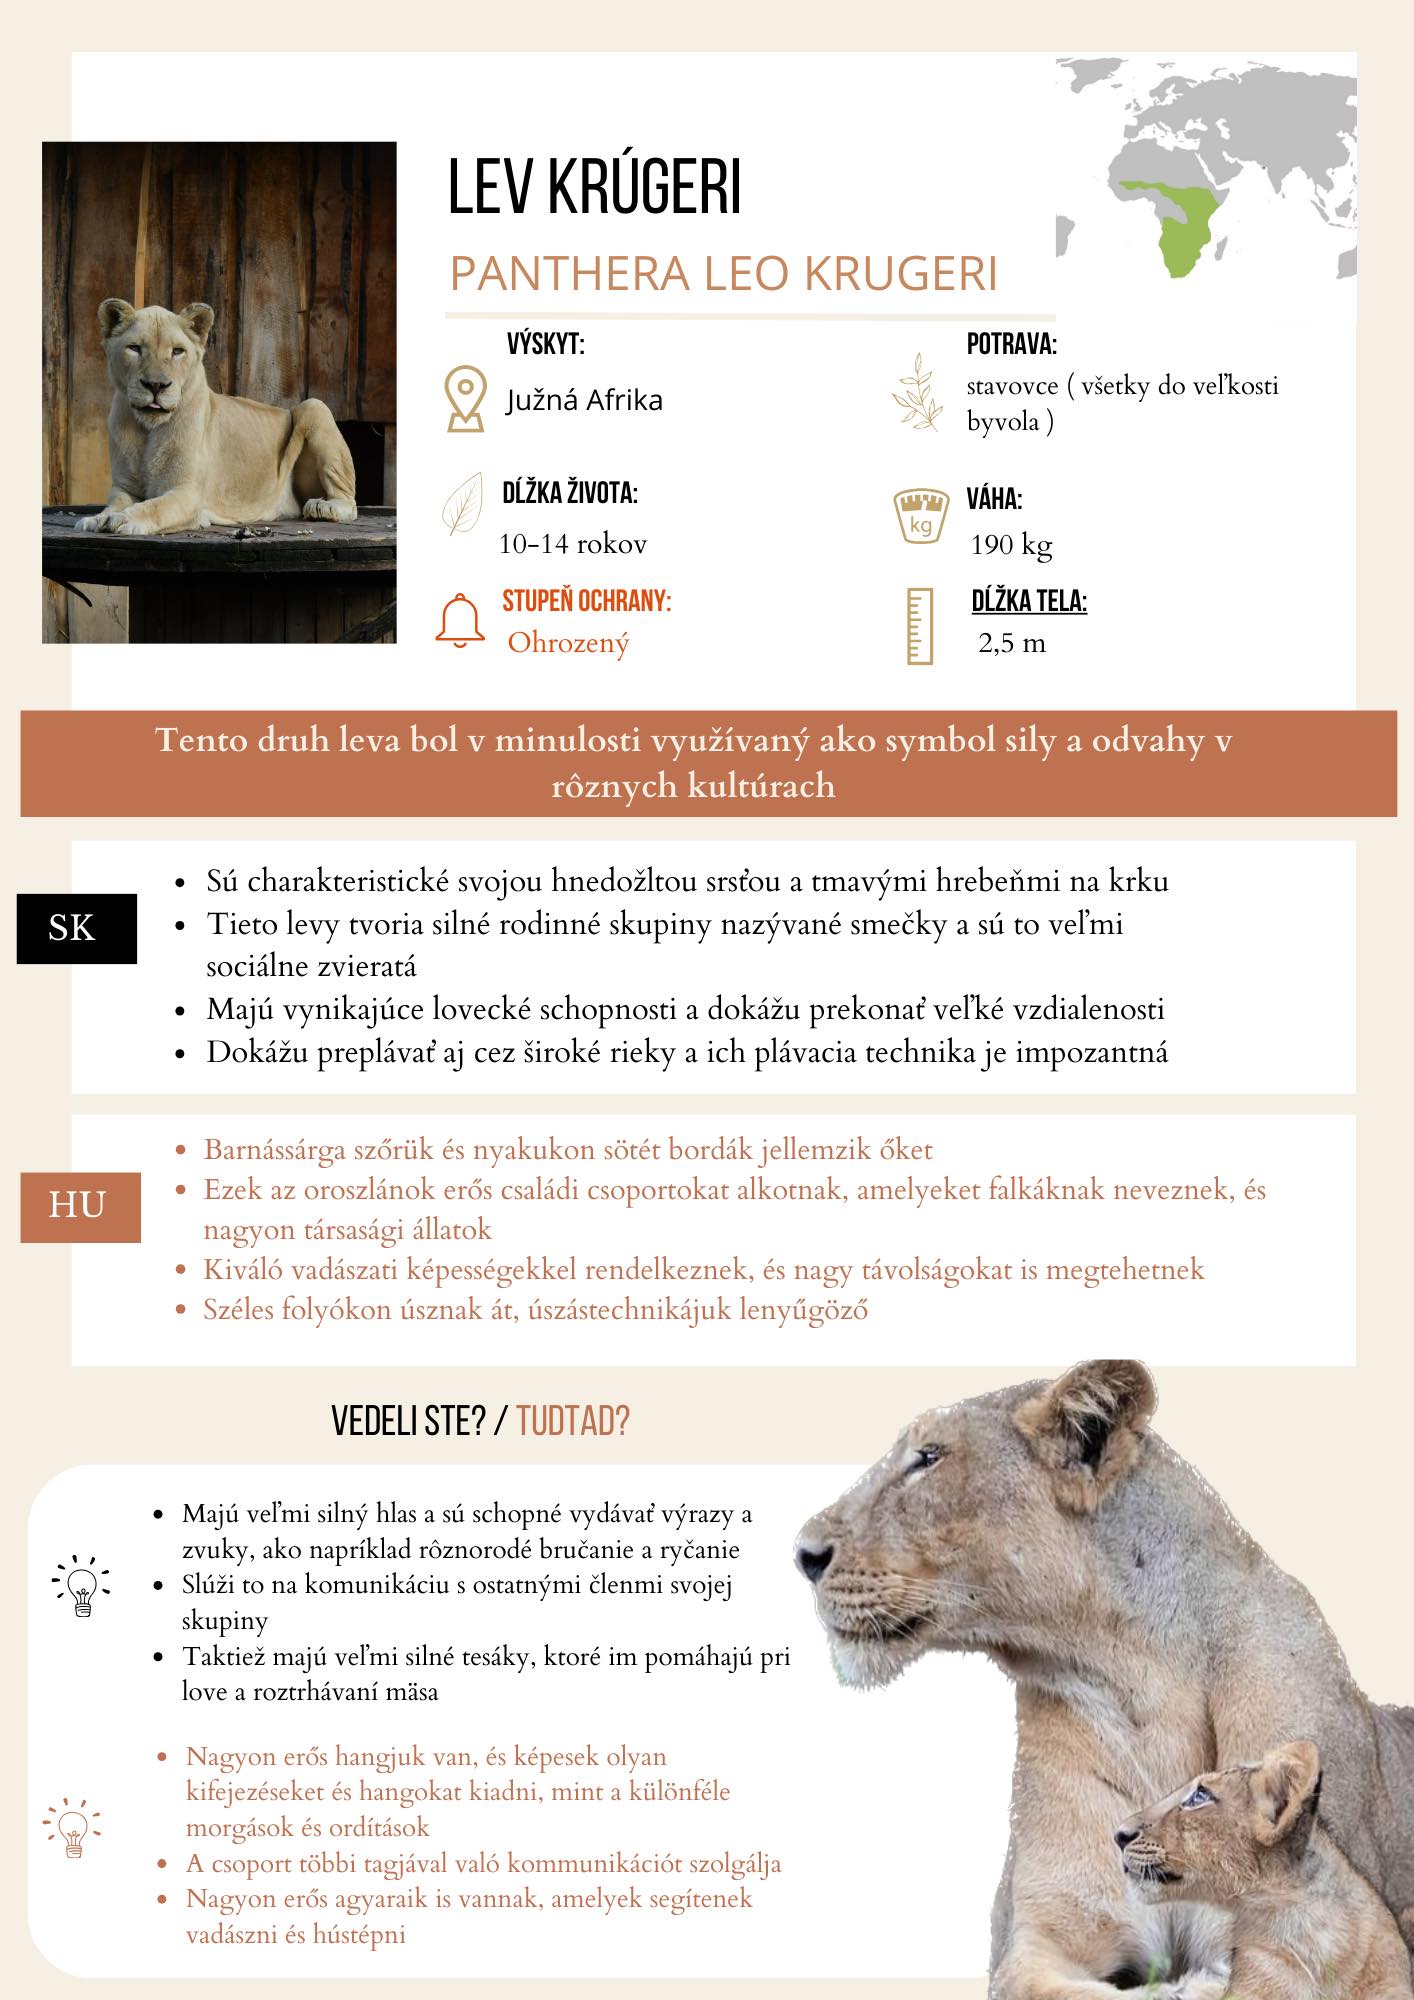 LEV KRÚGERI
PANTHERA LEO KRUGERI
VÝSKYT:
Južná Afrika
POTRAVA:
stavovce ( všetky do veľkosti
byvola )
DĹŽKA ŽIVOTA:
10-14 rokov
VÁHA:
kg
190 kg
STUPEŇ OCHRANY:
Ohrozený
DĹŽKA TELA:
2,5 m
Tento druh leva bol v minulosti využívaný ako symbol sily a odvahy v
rôznych kultúrach
SK
• Sú charakteristické svojou hnedožltou srsťou a tmavými hrebeňmi na krku
• Tieto levy tvoria silné rodinné skupiny nazývané smečky a sú to veľmi
sociálne zvieratá
• Majú vynikajúce lovecké schopnosti a dokážu prekonať veľké vzdialenosti
• Dokážu preplávať aj cez široké rieky a ich plávacia technika je impozantná
HU
• Barnássárga szőrük és nyakukon sötét bordák jellemzik őket
• Ezek az oroszlánok erős családi csoportokat alkotnak, amelyeket falkáknak neveznek, és
nagyon társasági állatok
• Kiváló vadászati képességekkel rendelkeznek, és nagy távolságokat is megtehetnek
• Széles folyókon úsznak át, úszástechnikájuk lenyűgöző
VEDELI STE? / TUDTAD?
• Majú veľmi silný hlas a sú schopné vydávať výrazy a
zvuky, ako napríklad rôznorodé bručanie a ryčanie
• Slúži to na komunikáciu s ostatnými členmi svojej
skupiny
• Taktiež majú veľmi silné tesáky, ktoré im pomáhajú pri
love a roztrhávaní mäsa
• Nagyon erős hangjuk van, és képesek olyan
kifejezéseket és hangokat kiadni, mint a különféle
morgások és ordítások
• A csoport többi tagjával való kommunikációt szolgálja
• Nagyon erős agyaraik is vannak, amelyek segítenek
vadászni és hústépni